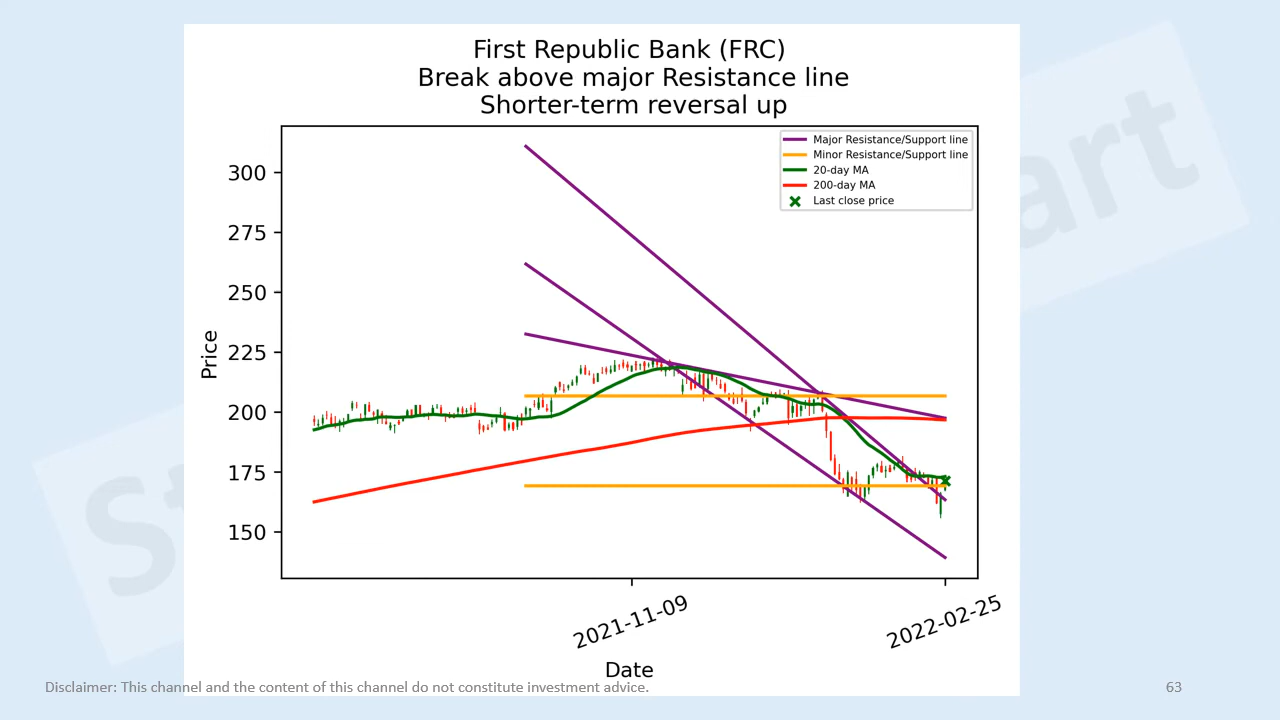 First Republic Bank (FRC)
Break above major Resistance line
Shorter-term reversal up
Major Resistance/Support line
Minor Resistance/Support line
20-day MA
200-day MA
Last close price
300
275
250
225
200
175
150
Price
2021-11-09
2022-02-25
Date
Disclaimer: This channel and the content of this channel do not constitute investment advice.
63
art
St